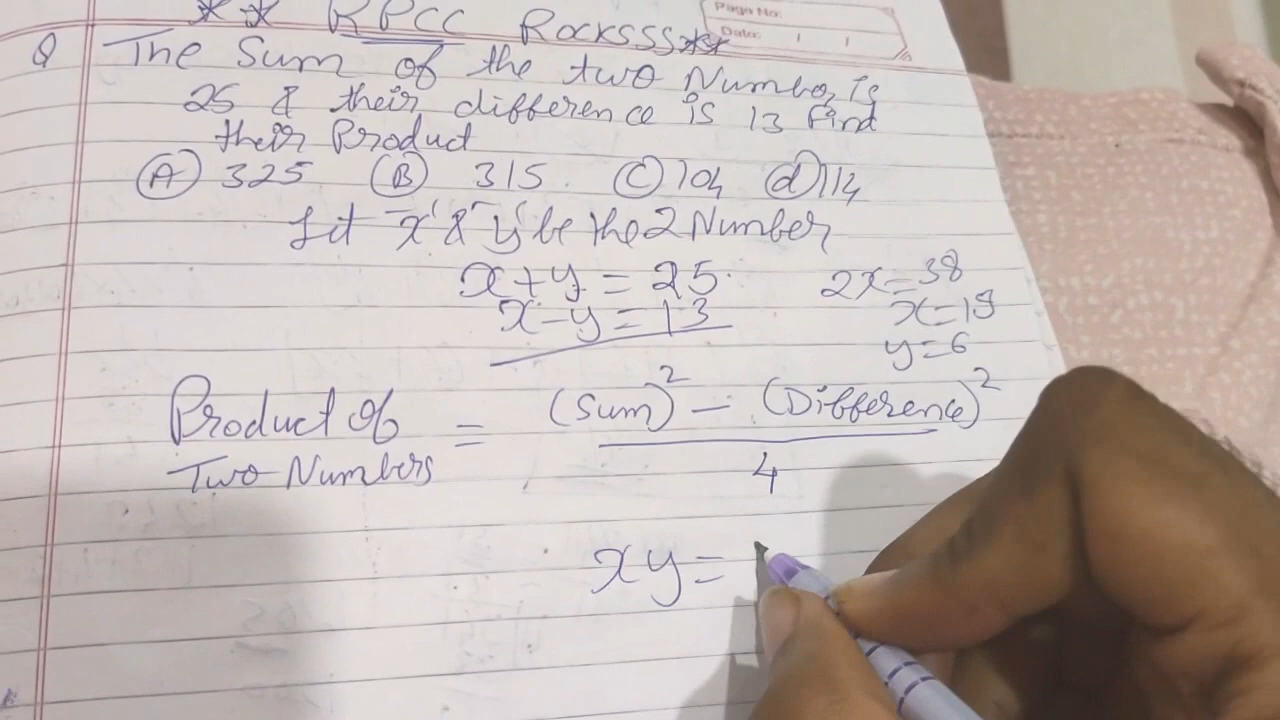 ** RPCC Rocksss**
Page No:
Date:
Q The Sum of the two Number is
25 & their difference is 13 Find
their Product
(A) 325 (B) 315. (C) 104 (d) 114
Let 'x' & 'y' be the 2 Number
x+y = 25
x-y = 13
2x=38
x=19
y=6
Product of Two Numbers = (Sum)² - (Difference)²
4
xy =